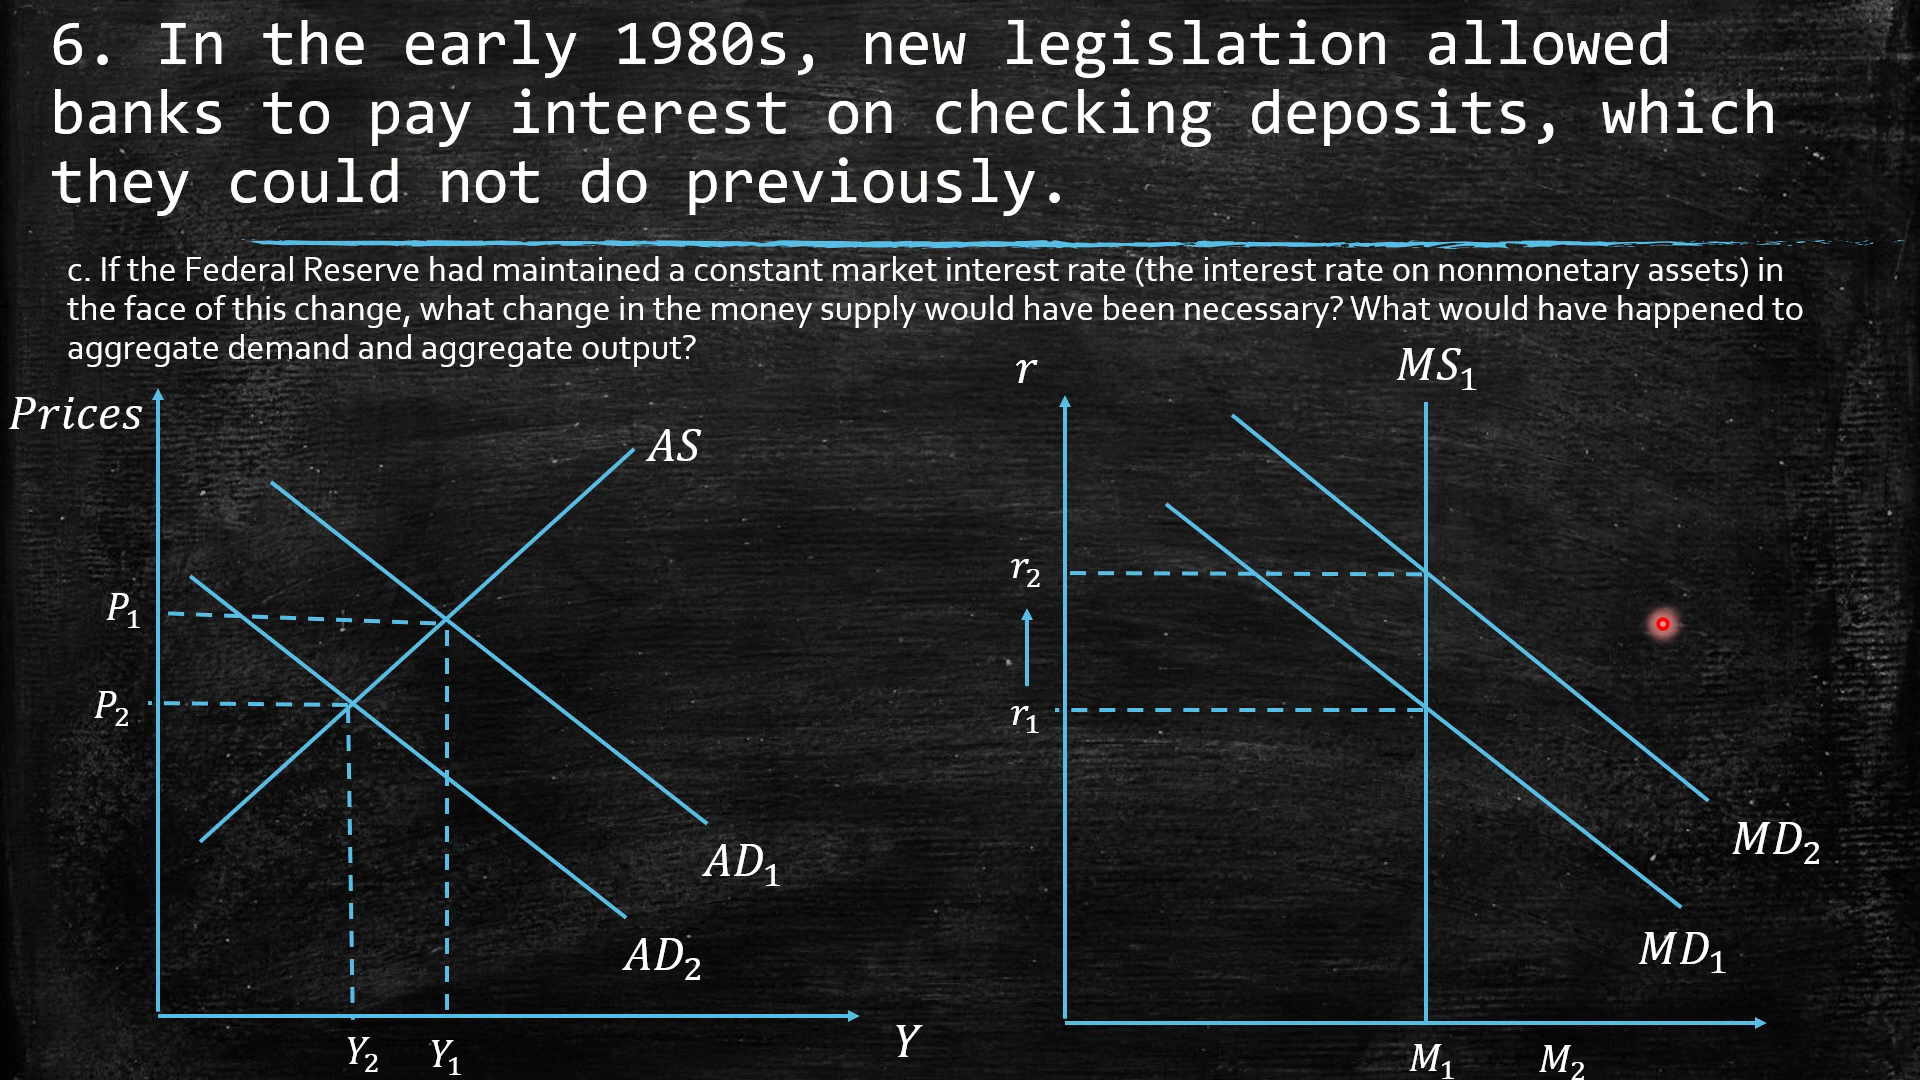 6. In the early 1980s, new legislation allowed
banks to pay interest on checking deposits, which
they could not do previously.
c. If the Federal Reserve had maintained a constant market interest rate (the interest rate on nonmonetary assets) in
the face of this change, what change in the money supply would have been necessary? What would have happened to
aggregate demand and aggregate output?
Prices
AS
P₁
P₂
AD₁
AD₂
Y₂
Y₁
Y
r
MS₁
r₂
r₁
MD₂
MD₁
M₁
M₂